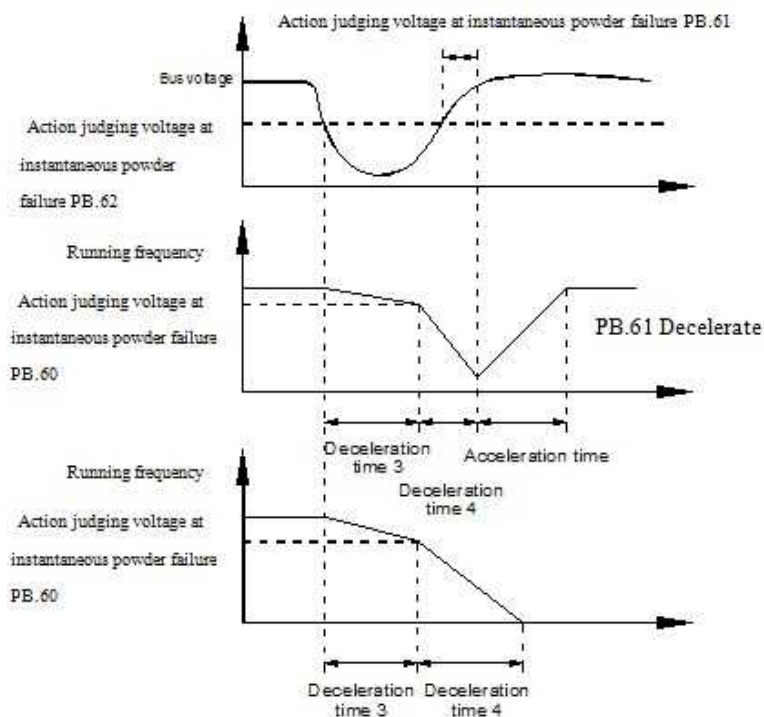 Action judging voltage at instantaneous powder failure PB.61
Bus voltage
Action judging voltage at
instantaneous powder
failure PB.62
Running frequency
Action judging voltage at
instantaneous powder failure
PB.60
PB.61 Decelerate
Deceleration
time 3
Acceleration time
Deceleration
time 4
Running frequency
Action judging voltage at
instantaneous powder failure
PB.60
Deceleration
time 3
Deceleration
time 4